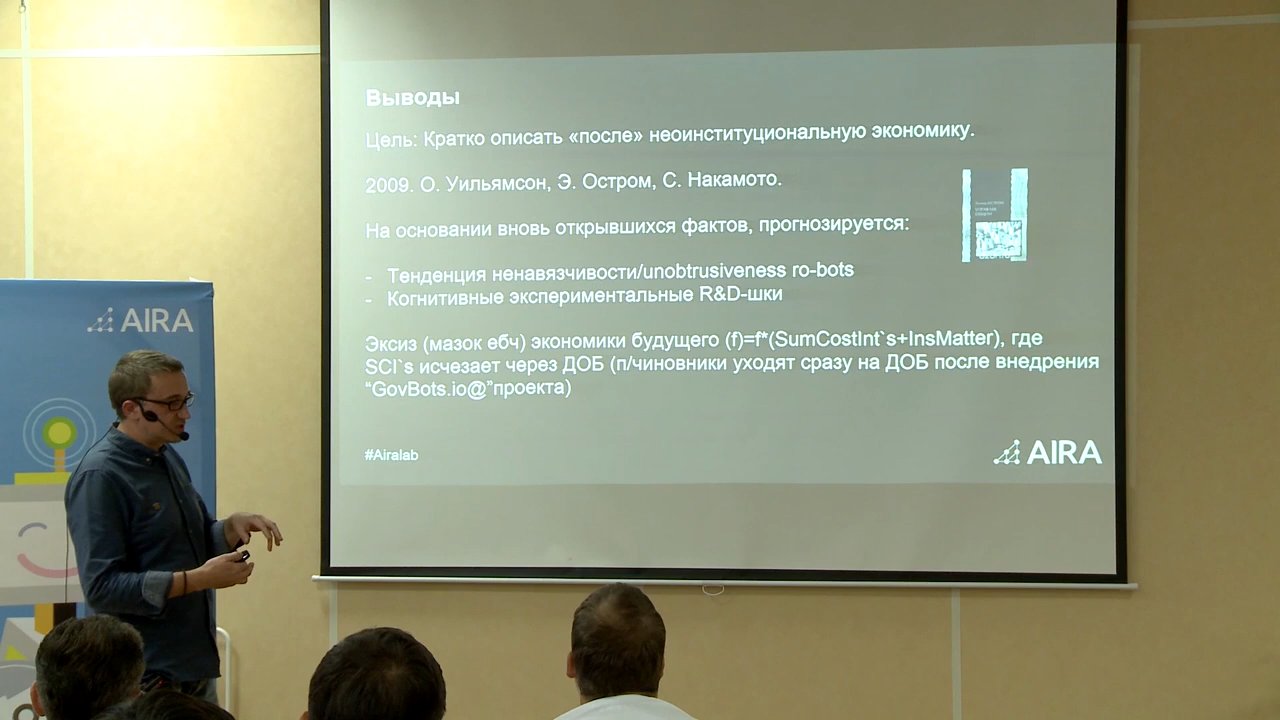 Выводы
Цель: Кратко описать «после» неоинституциональную экономику.
2009. О. Уильямсон, Э. Остром, С. Накамото.
На основании вновь открывшихся фактов, прогнозируется:
- Тенденция ненавязчивости/unobtrusiveness ro-bots
- Когнитивные экспериментальные R&D-шки
Эксиз (мазок ебч) экономики будущего (f)=f*(SumCostInt`s+InsMatter), где
SCI`s исчезает через ДОБ (п/чиновники уходят сразу на ДОБ после внедрения
“GovBots.io@”проекта)
#Airalab
AIRA
AIRA